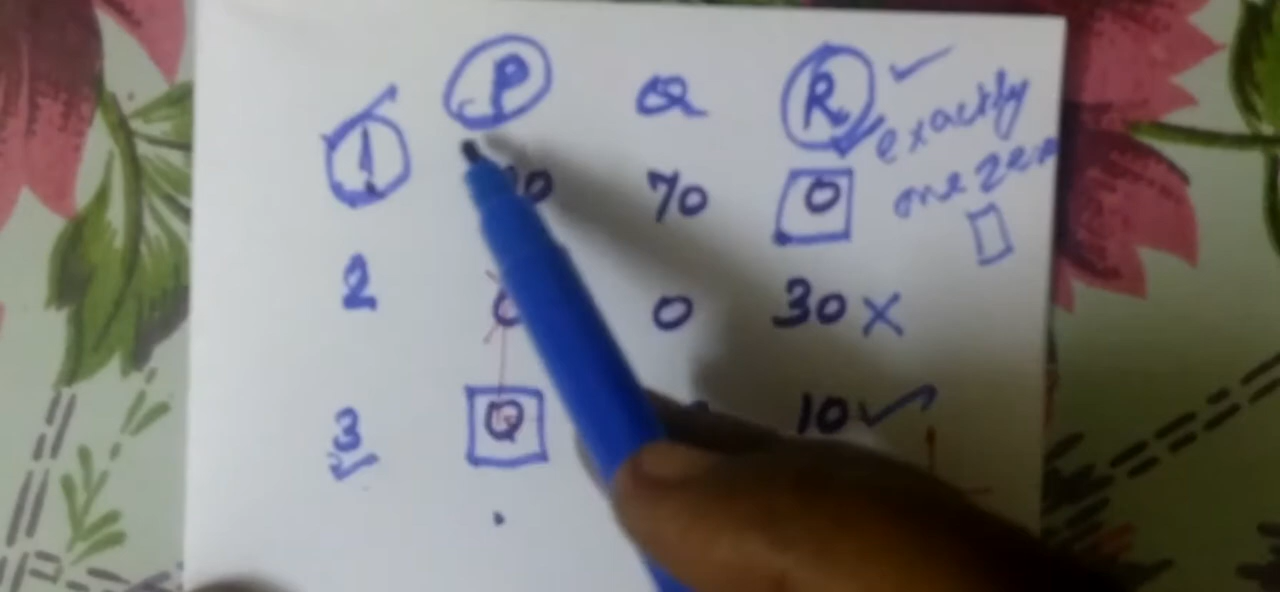 P Q R ✓
1 70 0 exactly
one zero
2 0 30 ×
3 0 10 ✓